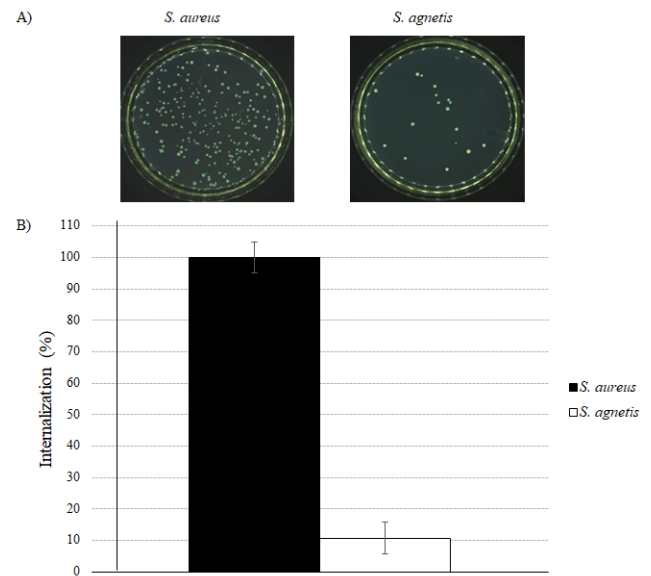 A)
S. aureus
S. agnetis
B)
110
100
90
80
70
60
50
40
30
20
10
0
Internalization (%)
S. aureus
S. agnetis